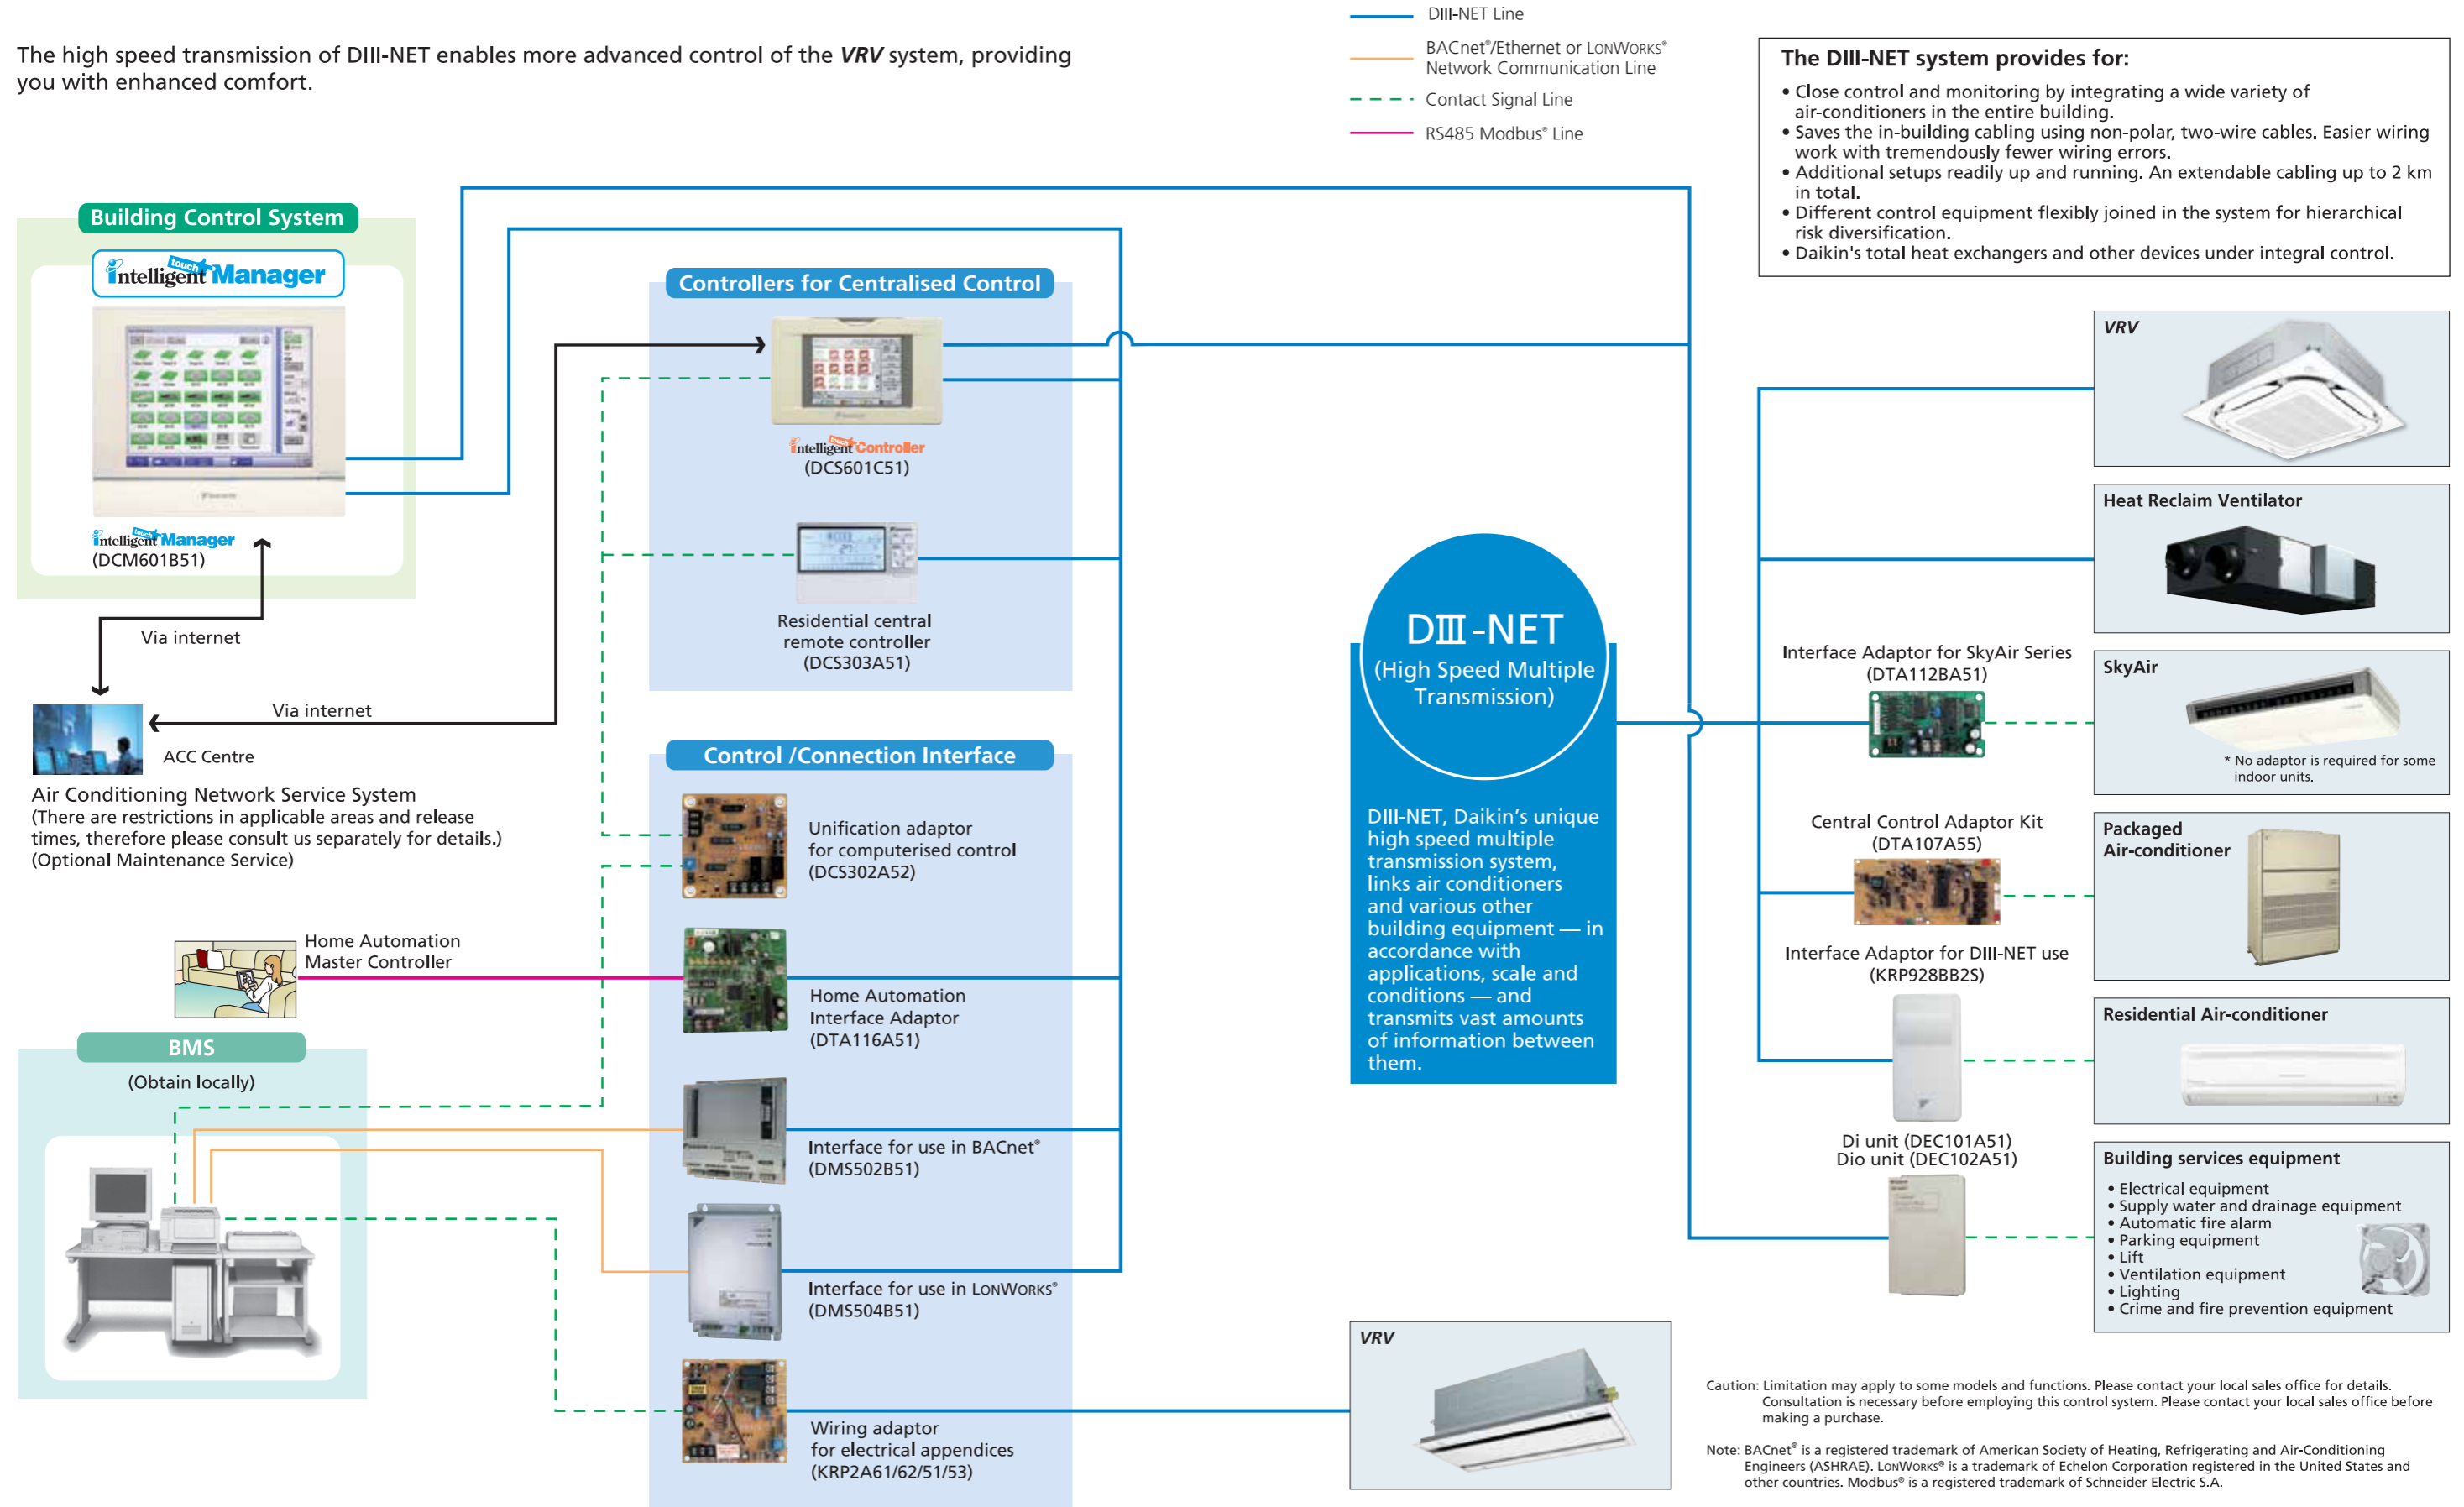 The high speed transmission of DIII-NET enables more advanced control of the VRV system, providing
you with enhanced comfort.
DIII-NET Line
BACnet®/Ethernet or LONWORKS®
Network Communication Line
Contact Signal Line
RS485 Modbus® Line
The DIII-NET system provides for:
• Close control and monitoring by integrating a wide variety of
air-conditioners in the entire building.
• Saves the in-building cabling using non-polar, two-wire cables. Easier wiring
work with tremendously fewer wiring errors.
• Additional setups readily up and running. An extendable cabling up to 2 km
in total.
• Different control equipment flexibly joined in the system for hierarchical
risk diversification.
• Daikin's total heat exchangers and other devices under integral control.
Building Control System
intelligent touch Manager
intelligent touch Manager
(DCM601B51)
Via internet
Via internet
ACC Centre
Air Conditioning Network Service System
(There are restrictions in applicable areas and release
times, therefore please consult us separately for details.)
(Optional Maintenance Service)
Home Automation
Master Controller
BMS
(Obtain locally)
Controllers for Centralised Control
intelligent touch Controller
(DCS601C51)
Residential central
remote controller
(DCS303A51)
Control /Connection Interface
Unification adaptor
for computerised control
(DCS302A52)
Home Automation
Interface Adaptor
(DTA116A51)
Interface for use in BACnet®
(DMS502B51)
Interface for use in LONWORKS®
(DMS504B51)
Wiring adaptor
for electrical appendices
(KRP2A61/62/51/53)
DIII-NET
(High Speed Multiple
Transmission)
DIII-NET, Daikin’s unique
high speed multiple
transmission system,
links air conditioners
and various other
building equipment — in
accordance with
applications, scale and
conditions — and
transmits vast amounts
of information between
them.
VRV
VRV
Heat Reclaim Ventilator
Interface Adaptor for SkyAir Series
(DTA112BA51)
SkyAir
* No adaptor is required for some
indoor units.
Central Control Adaptor Kit
(DTA107A55)
Packaged
Air-conditioner
Interface Adaptor for DIII-NET use
(KRP928BB2S)
Residential Air-conditioner
Di unit (DEC101A51)
Dio unit (DEC102A51)
Building services equipment
• Electrical equipment
• Supply water and drainage equipment
• Automatic fire alarm
• Parking equipment
• Lift
• Ventilation equipment
• Lighting
• Crime and fire prevention equipment
Caution: Limitation may apply to some models and functions. Please contact your local sales office for details.
Consultation is necessary before employing this control system. Please contact your local sales office before
making a purchase.
Note: BACnet® is a registered trademark of American Society of Heating, Refrigerating and Air-Conditioning
Engineers (ASHRAE). LONWORKS® is a trademark of Echelon Corporation registered in the United States and
other countries. Modbus® is a registered trademark of Schneider Electric S.A.